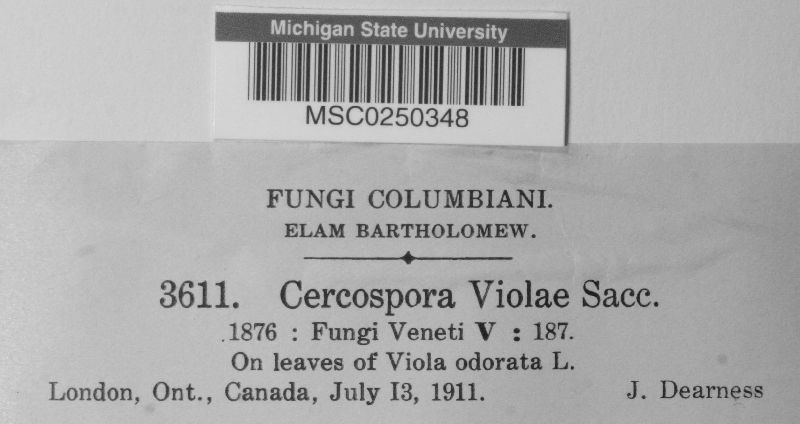 Michigan State University
MSC0250348
FUNGI COLUMBIANI.
ELAM BARTHOLOMEW.
3611. Cercospora Violae Sacc.
1876 : Fungi Veneti V : 187.
On leaves of Viola odorata L.
London, Ont., Canada, July 13, 1911. J. Dearness